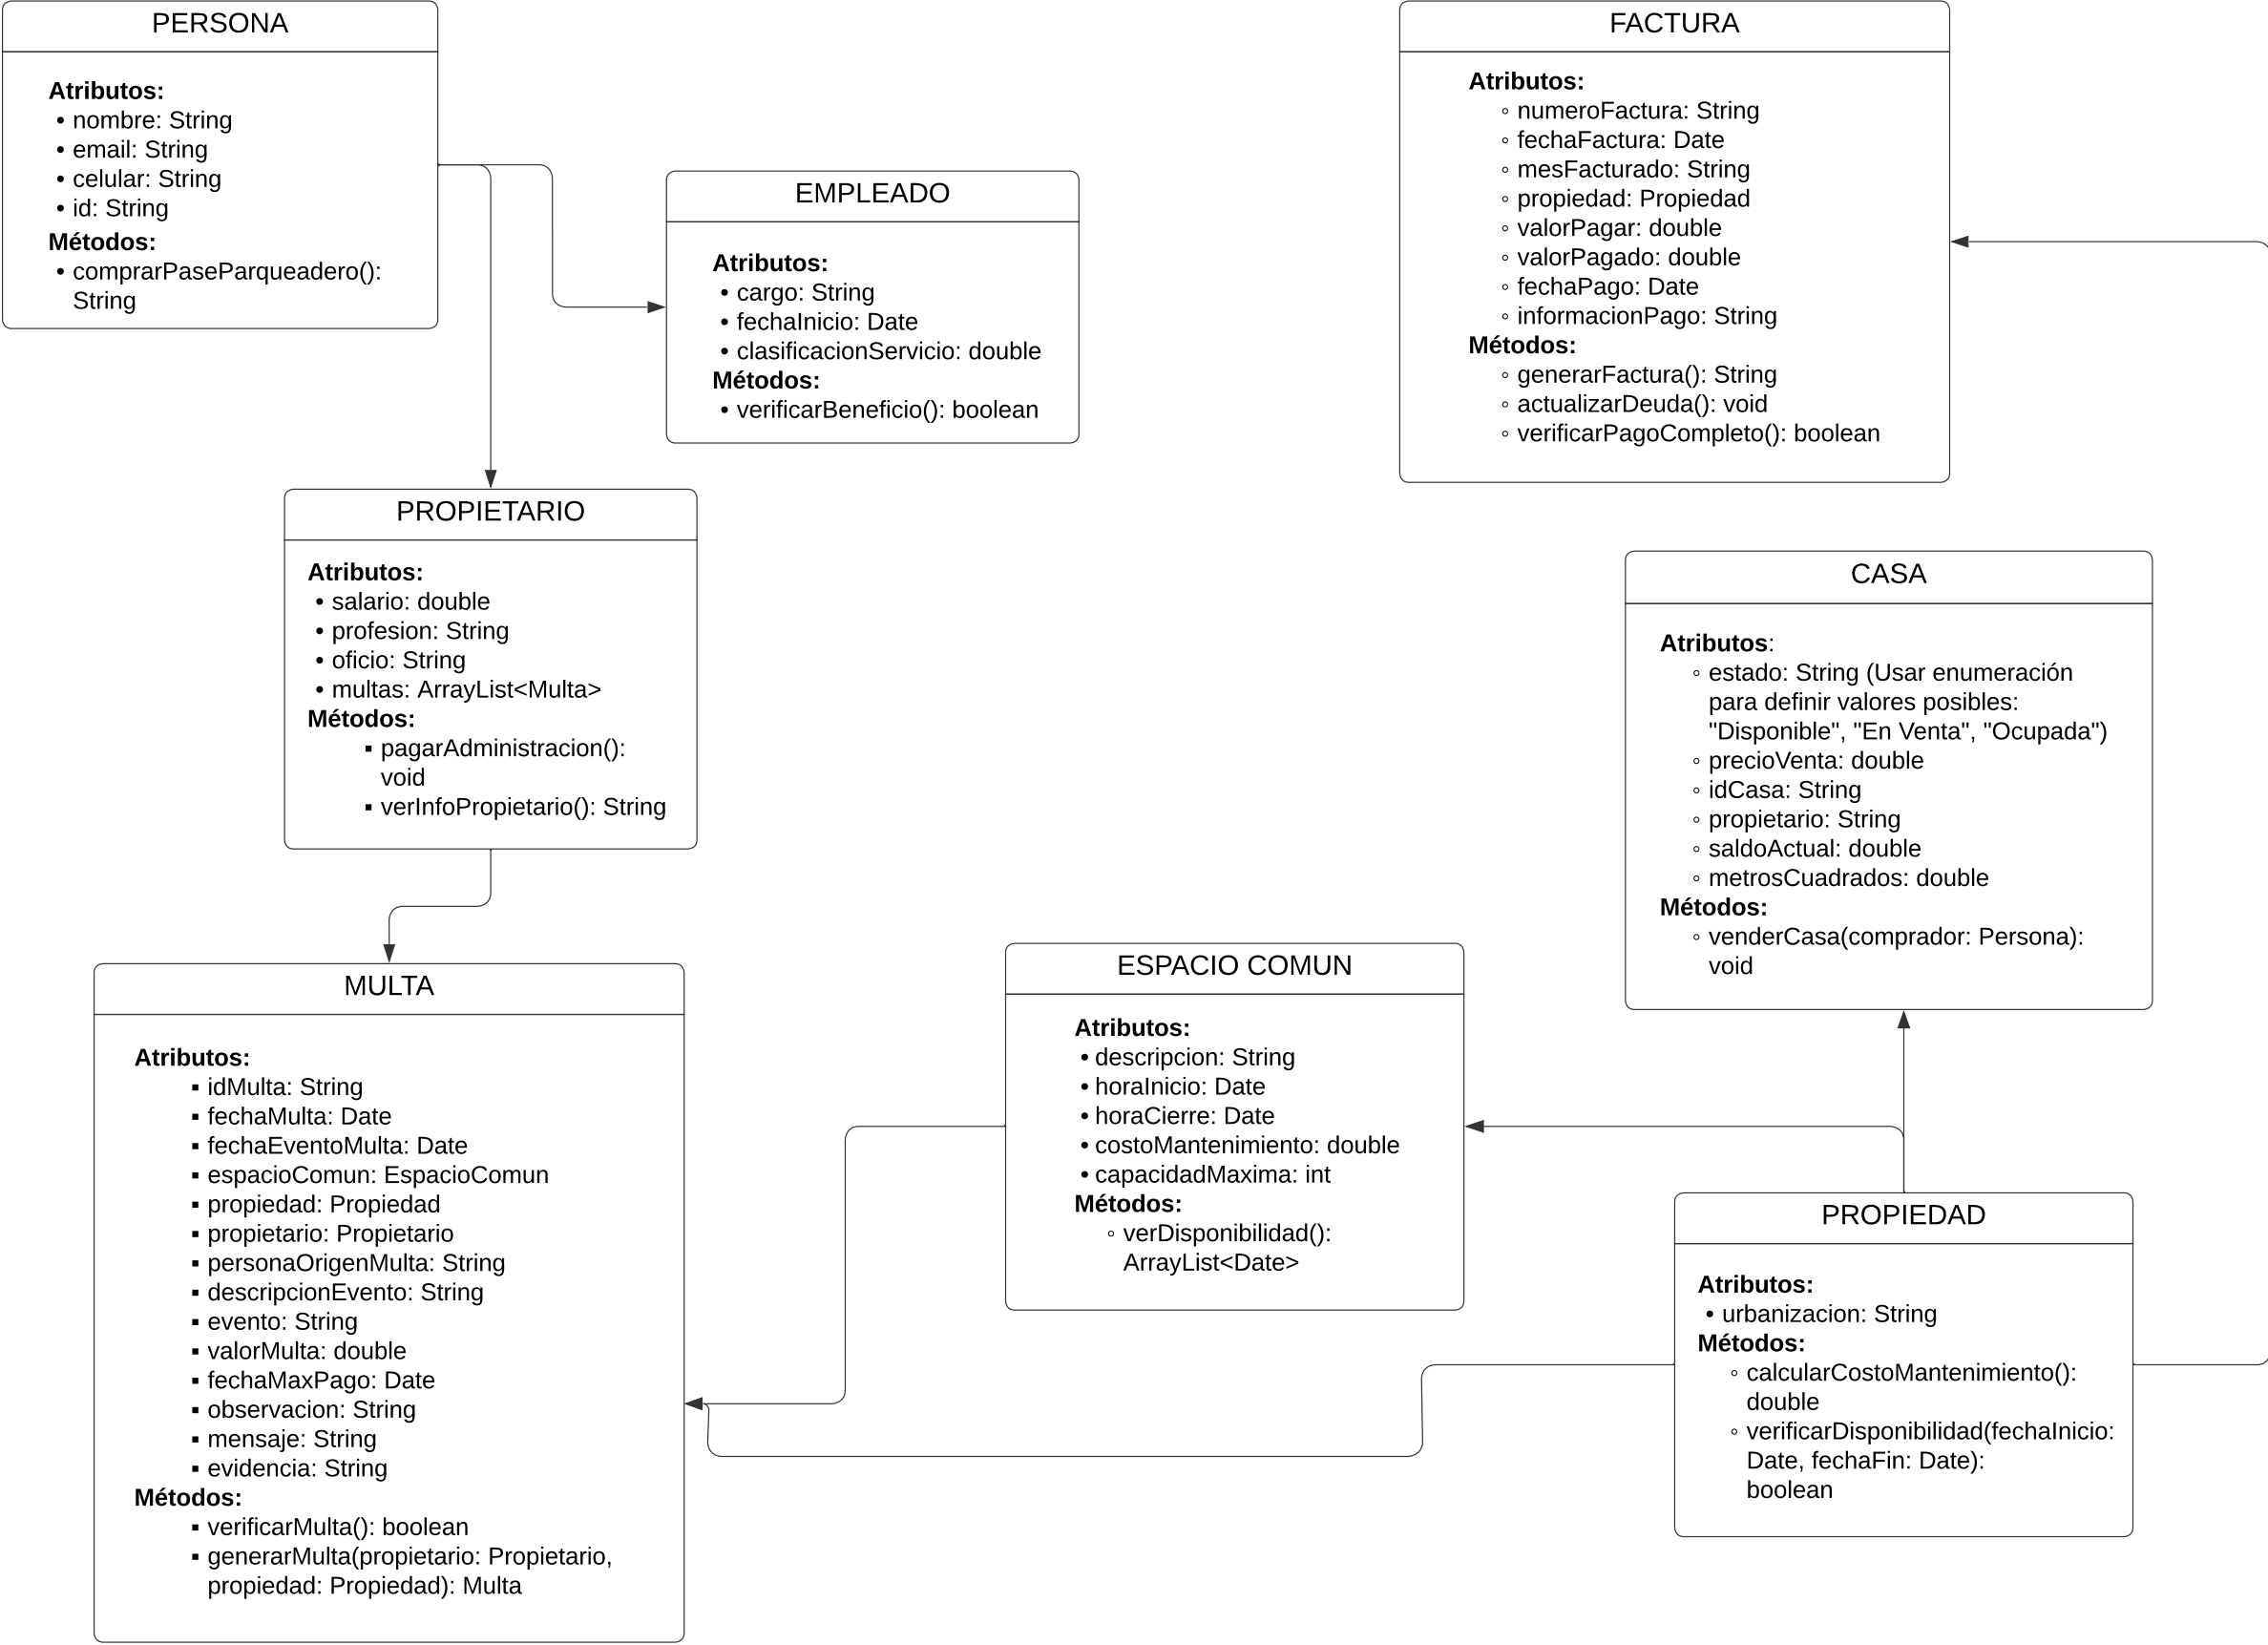 PERSONA
Atributos:
• nombre: String
• email: String
• celular: String
• id: String
Métodos:
• comprarPaseParqueadero():
String
EMPLEADO
Atributos:
• cargo: String
• fechaInicio: Date
• clasificacionServicio: double
Métodos:
• verificarBeneficio(): boolean
FACTURA
Atributos:
◦ numeroFactura: String
◦ fechaFactura: Date
◦ mesFacturado: String
◦ propiedad: Propiedad
◦ valorPagar: double
◦ valorPagado: double
◦ fechaPago: Date
◦ informacionPago: String
Métodos:
◦ generarFactura(): String
◦ actualizarDeuda(): void
◦ verificarPagoCompleto(): boolean
PROPIETARIO
Atributos:
• salario: double
• profesion: String
• oficio: String
• multas: ArrayList<Multa>
Métodos:
▪ pagarAdministracion():
void
▪ verInfoPropietario(): String
CASA
Atributos:
◦ estado: String (Usar enumeración
para definir valores posibles:
"Disponible", "En Venta", "Ocupada")
◦ precioVenta: double
◦ idCasa: String
◦ propietario: String
◦ saldoActual: double
◦ metrosCuadrados: double
Métodos:
◦ venderCasa(comprador: Persona):
void
MULTA
Atributos:
▪ idMulta: String
▪ fechaMulta: Date
▪ fechaEventoMulta: Date
▪ espacioComun: EspacioComun
▪ propiedad: Propiedad
▪ propietario: Propietario
▪ personaOrigenMulta: String
▪ descripcionEvento: String
▪ evento: String
▪ valorMulta: double
▪ fechaMaxPago: Date
▪ observacion: String
▪ mensaje: String
▪ evidencia: String
Métodos:
▪ verificarMulta(): boolean
▪ generarMulta(propietario: Propietario,
propiedad: Propiedad): Multa
ESPACIO COMUN
Atributos:
• descripcion: String
• horaInicio: Date
• horaCierre: Date
• costoMantenimiento: double
• capacidadMaxima: int
Métodos:
◦ verDisponibilidad():
ArrayList<Date>
PROPIEDAD
Atributos:
• urbanizacion: String
Métodos:
◦ calcularCostoMantenimiento():
double
◦ verificarDisponibilidad(fechaInicio:
Date, fechaFin: Date):
boolean